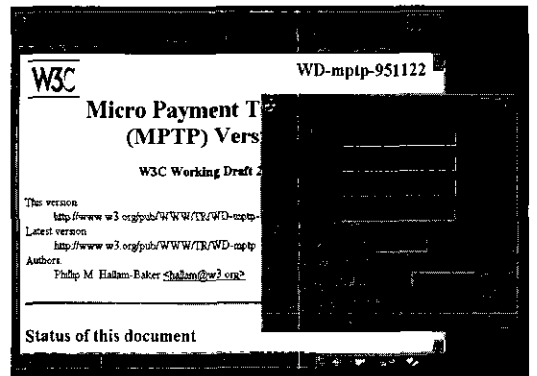 W3C
WD-mptp-951122
Micro Payment T
(MPTP) Vers
W3C Working Draft 2
This version
http://www.w3.org/pub/WWW/TR/WD-mptp-
Latest version
http://www.w3.org/pub/WWW/TR/WD-mptp
Authors
Phillip M. Hallam-Baker <hallam@w3.org>
Status of this document